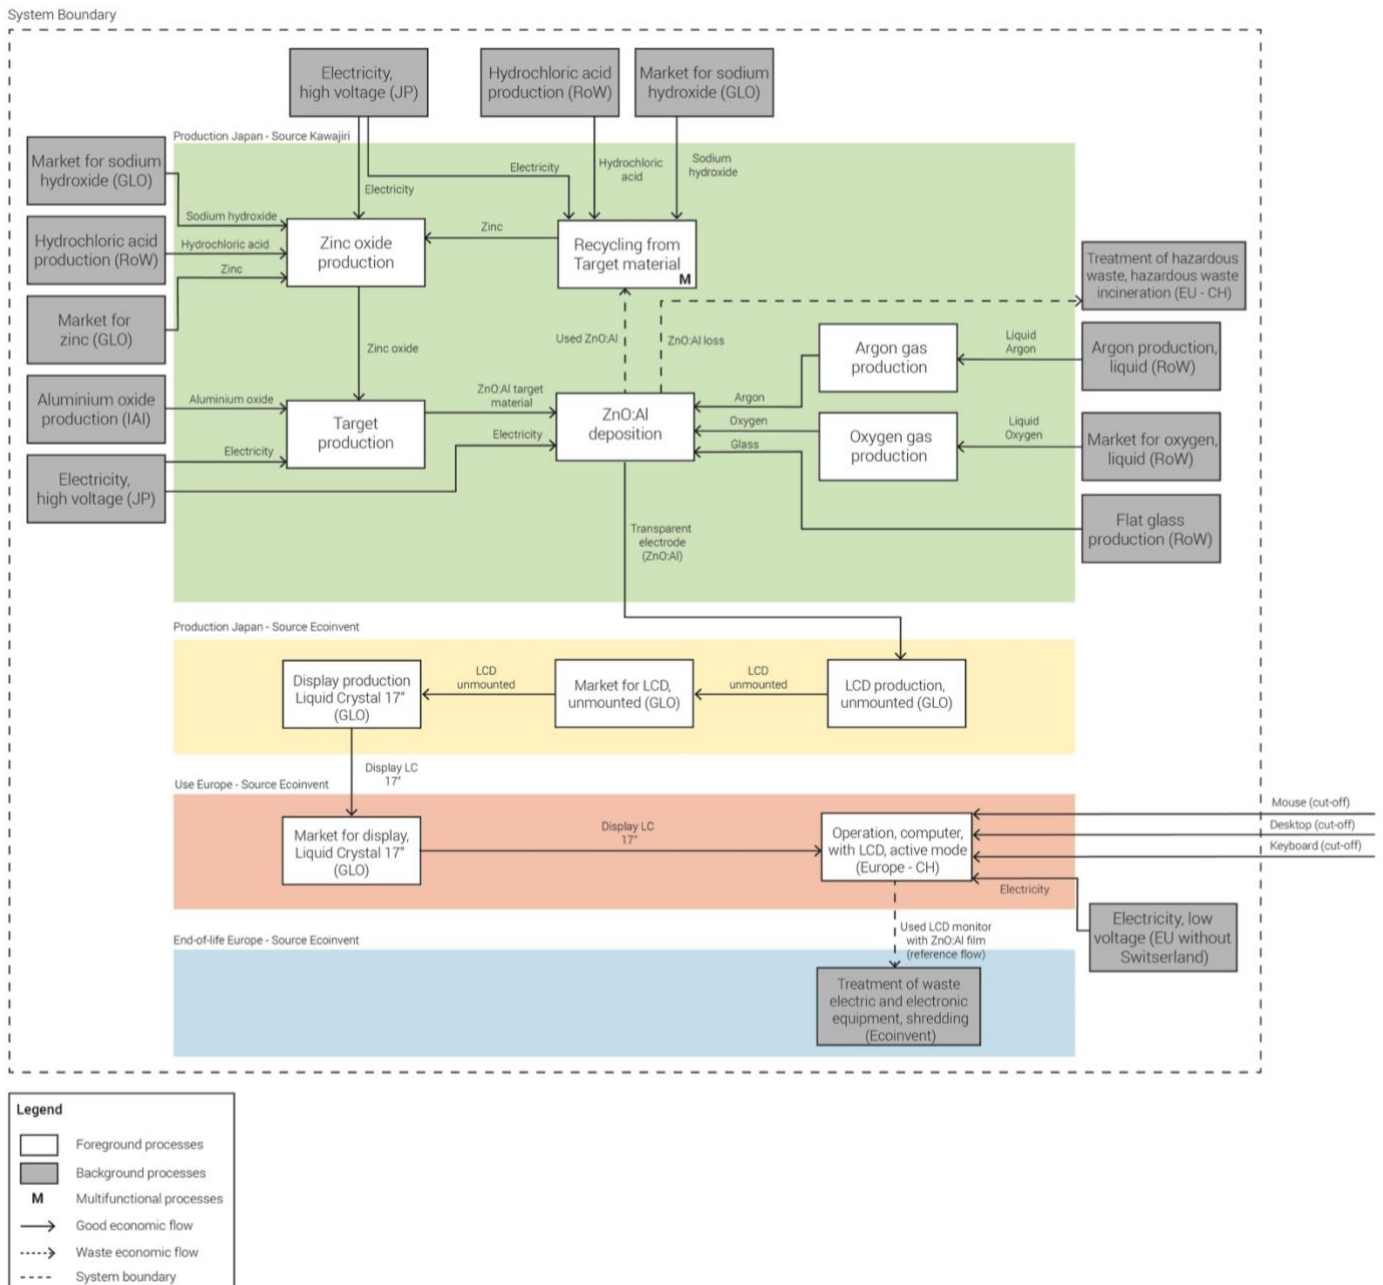 System Boundary
Electricity,
high voltage (JP)
Hydrochloric acid
production (RoW)
Market for sodium
hydroxide (GLO)
Production Japan - Source Kawajiri
Market for sodium
hydroxide (GLO)
Electricity
Hydrochloric
acid
Sodium
hydroxide
Electricity
Sodium hydroxide
Hydrochloric acid
production (RoW)
Hydrochloric acid
Zinc
Zinc oxide
production
Zinc
Recycling from
Target material
M
Treatment of hazardous
waste, hazardous waste
incineration (EU - CH)
Market for
zinc (GLO)
Zinc oxide
Used ZnO:Al
ZnO:Al loss
Argon gas
production
Liquid
Argon
Argon production,
liquid (RoW)
Aluminium oxide
production (IAI)
Aluminium oxide
Target
production
ZnO:Al target
material
Electricity
ZnO:Al
deposition
Argon
Oxygen
Glass
Oxygen gas
production
Liquid
Oxygen
Market for oxygen,
liquid (RoW)
Electricity
Electricity,
high voltage (JP)
Flat glass
production (RoW)
Transparent
electrode
(ZnO:Al)
Production Japan - Source Ecoinvent
Display production
Liquid Crystal 17"
(GLO)
LCD
unmounted
Market for LCD,
unmounted (GLO)
LCD
unmounted
LCD production,
unmounted (GLO)
Display LC
17"
Use Europe - Source Ecoinvent
Market for display,
Liquid Crystal 17"
(GLO)
Display LC
17"
Operation, computer,
with LCD, active mode
(Europe - CH)
Mouse (cut-off)
Desktop (cut-off)
Keyboard (cut-off)
Electricity
Electricity, low
voltage (EU without
Switserland)
Used LCD monitor
with ZnO:Al film
(reference flow)
End-of-life Europe - Source Ecoinvent
Treatment of waste
electric and electronic
equipment, shredding
(Ecoinvent)
Legend
Foreground processes
Background processes
M Multifunctional processes
Good economic flow
Waste economic flow
System boundary